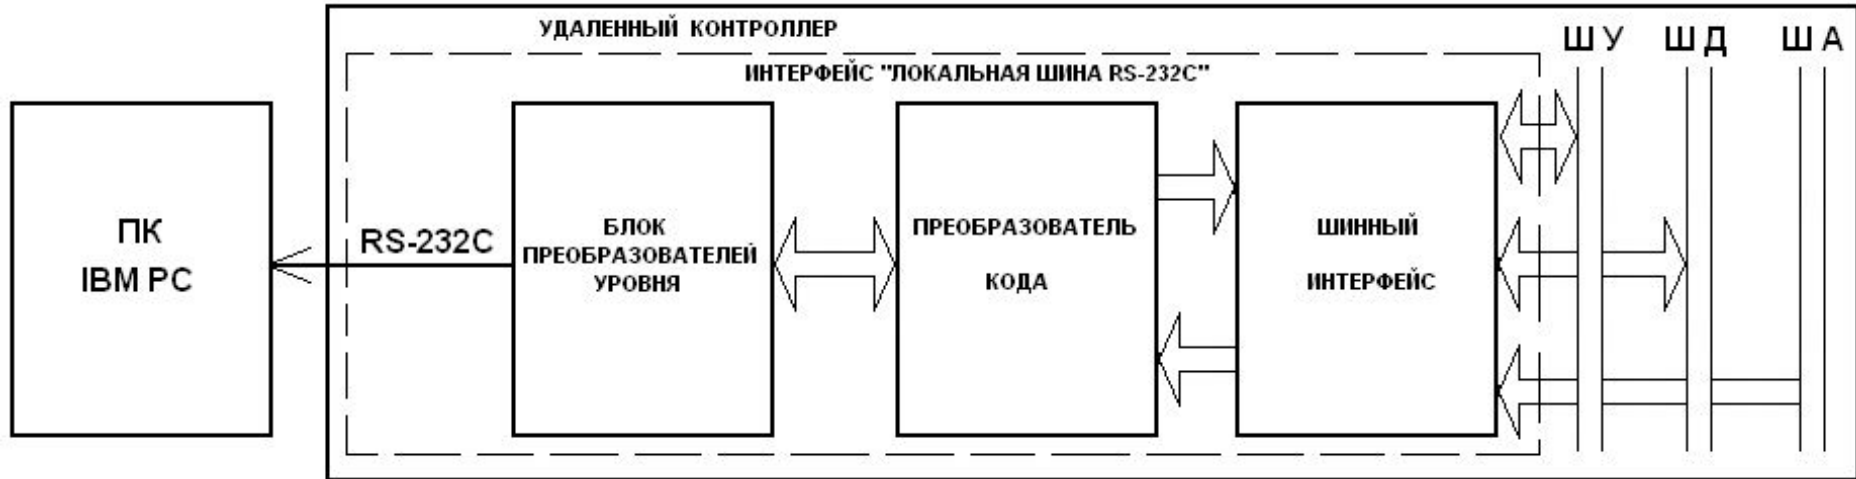 УДАЛЕННЫЙ КОНТРОЛЛЕР
ШУ ШД ША
ИНТЕРФЕЙС "ЛОКАЛЬНАЯ ШИНА RS-232C"
ПК
IBM PC
RS-232C
БЛОК
ПРЕОБРАЗОВАТЕЛЕЙ
УРОВНЯ
ПРЕОБРАЗОВАТЕЛЬ
КОДА
ШИННЫЙ
ИНТЕРФЕЙС